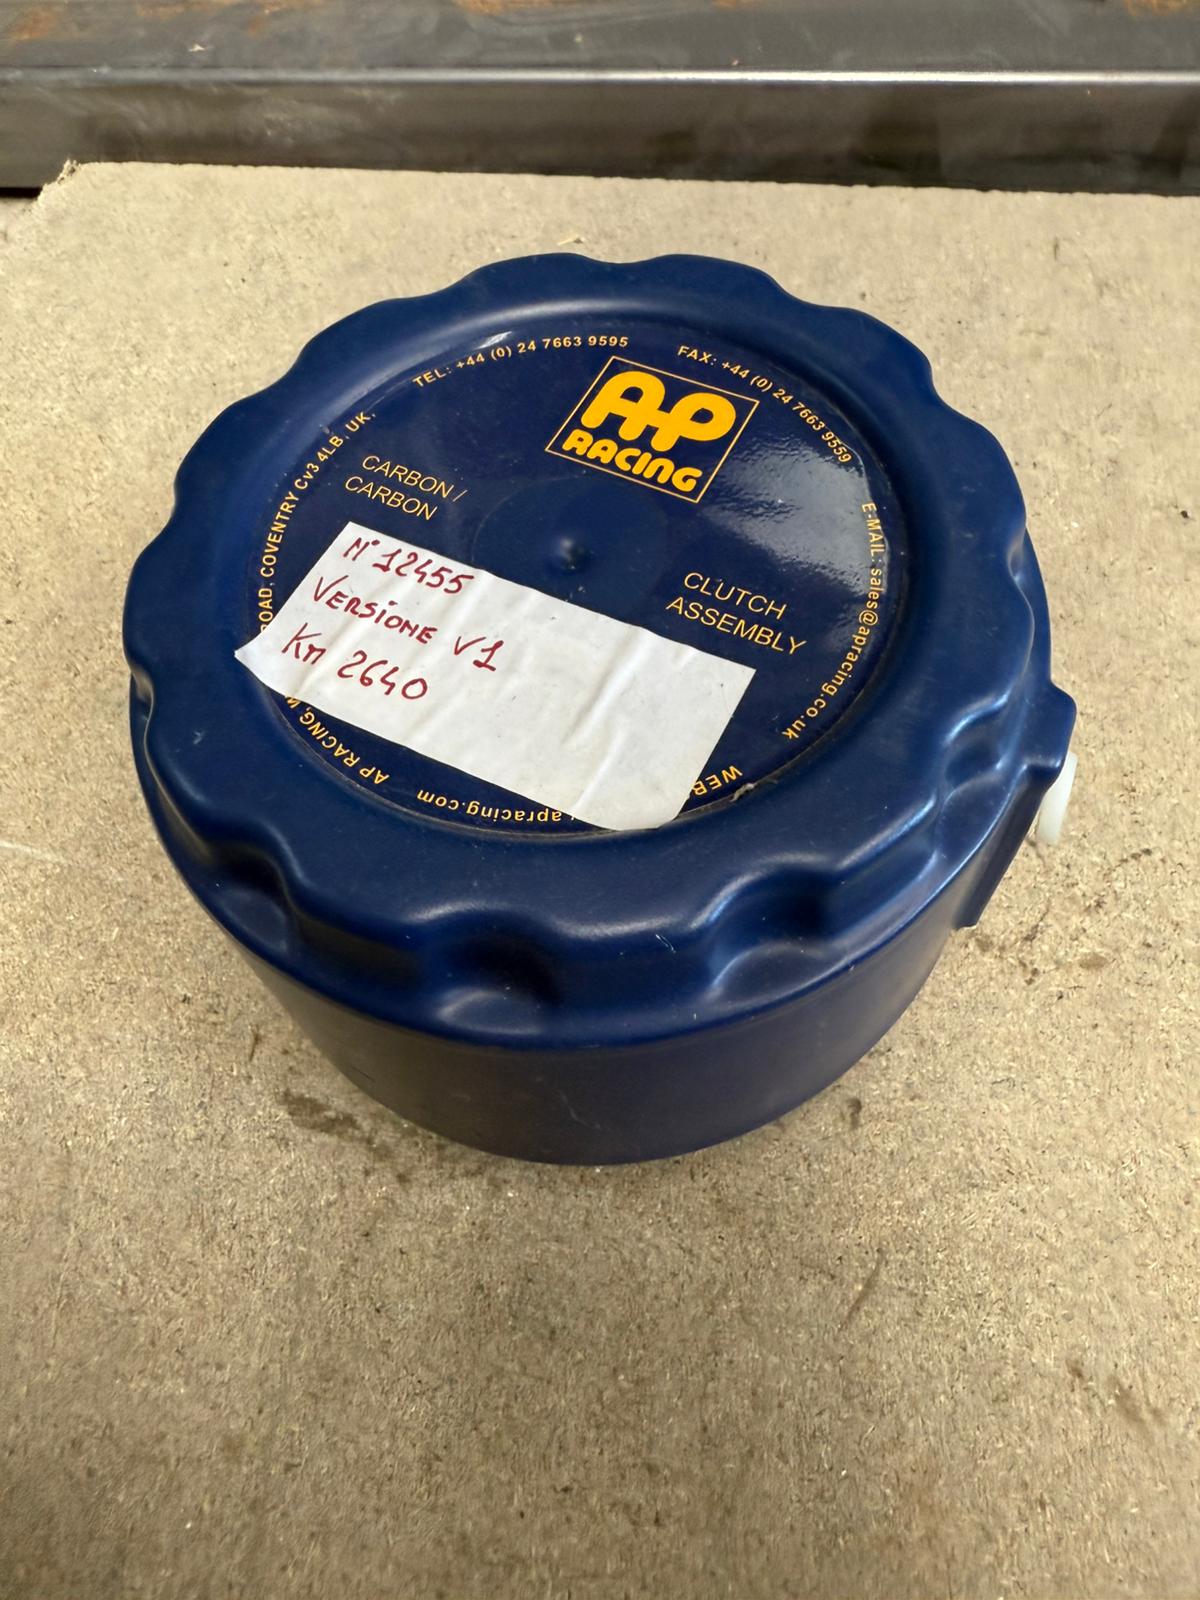 TEL: +44 (0) 24 7663 9595
FAX: +44 (0) 24 7663 9559
E-MAIL: sales@apracing.co.uk
AP
RACING
CARBON /
CARBON
CLUTCH
ASSEMBLY
N° 12455
VERSIONE V1
KM 2640
COVENTRY Cv3 4LB. UK.
AP RACING,
WEB
apracing.com